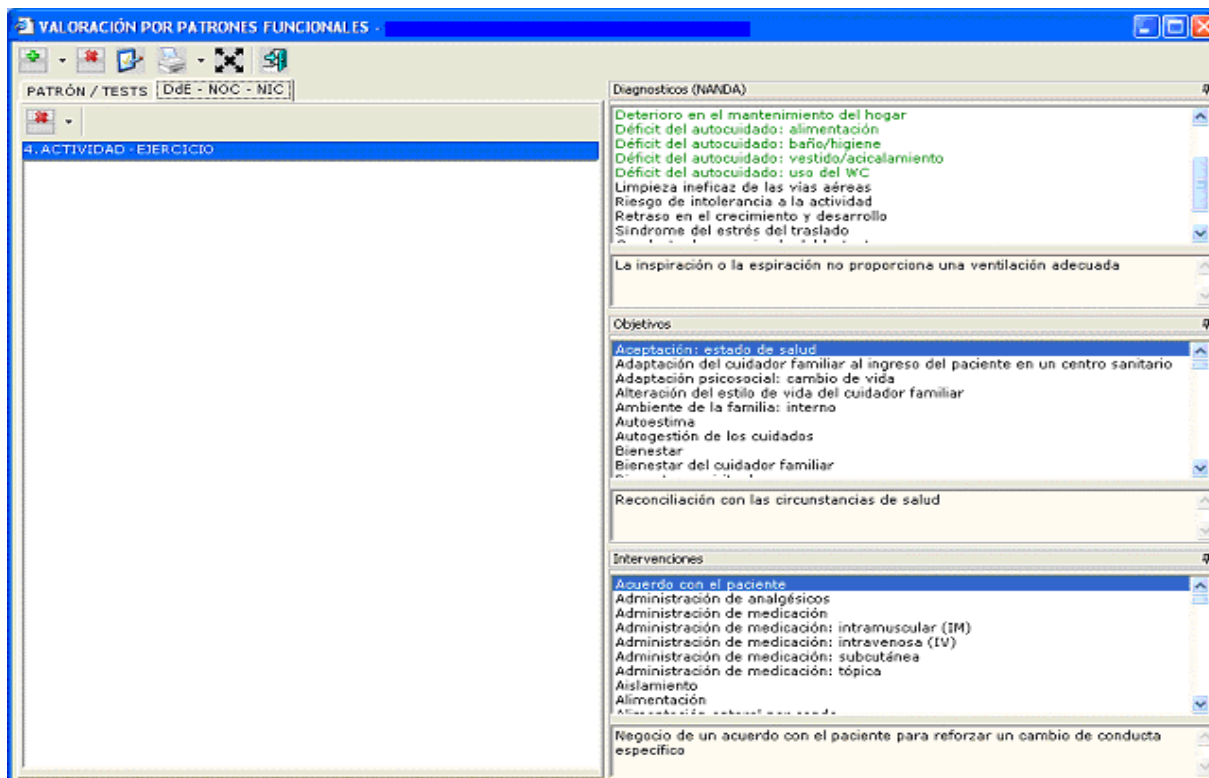 VALORACIÓN POR PATRONES FUNCIONALES -
PATRÓN / TESTS DdE - NOC - NIC
4. ACTIVIDAD - EJERCICIO
Diagnosticos (NANDA)
Deterioro en el mantenimiento del hogar
Déficit del autocuidado: alimentación
Déficit del autocuidado: baño/higiene
Déficit del autocuidado: vestido/acicalamiento
Déficit del autocuidado: uso del WC
Limpieza ineficaz de las vías aéreas
Riesgo de intolerancia a la actividad
Retraso en el crecimiento y desarrollo
Sindrome del estrés del traslado
La inspiración o la espiración no proporciona una ventilación adecuada
Objetivos
Aceptación: estado de salud
Adaptación del cuidador familiar al ingreso del paciente en un centro sanitario
Adaptación psicosocial: cambio de vida
Alteración del estilo de vida del cuidador familiar
Ambiente de la familia: interno
Autoestima
Autogestión de los cuidados
Bienestar
Bienestar del cuidador familiar
Reconciliación con las circunstancias de salud
Intervenciones
Acuerdo con el paciente
Administración de analgésicos
Administración de medicación
Administración de medicación: intramuscular (IM)
Administración de medicación: intravenosa (IV)
Administración de medicación: subcutánea
Administración de medicación: tópica
Aislamiento
Alimentación
Alimentación enteral por sonda
Negocio de un acuerdo con el paciente para reforzar un cambio de conducta
específico